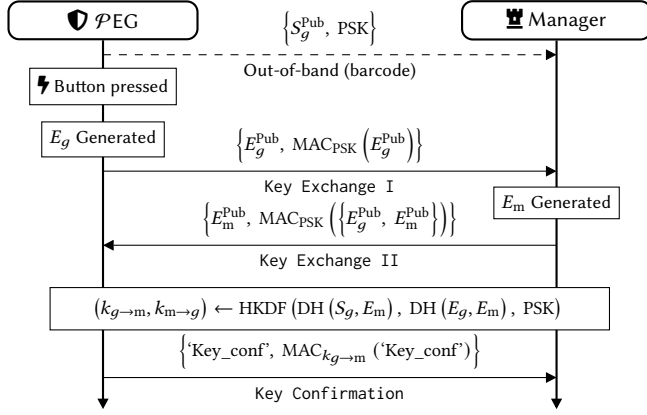 𝒫EG
Manager
{S_g^Pub, PSK}
Out-of-band (barcode)
Button pressed
E_g Generated
{E_g^Pub, MAC_PSK (E_g^Pub)}
Key Exchange I
E_m Generated
{E_m^Pub, MAC_PSK ({E_g^Pub, E_m^Pub})}
Key Exchange II
(k_g→m, k_m→g) ← HKDF (DH (S_g, E_m), DH (E_g, E_m), PSK)
{‘Key_conf’, MAC_k_g→m (‘Key_conf’)}
Key Confirmation